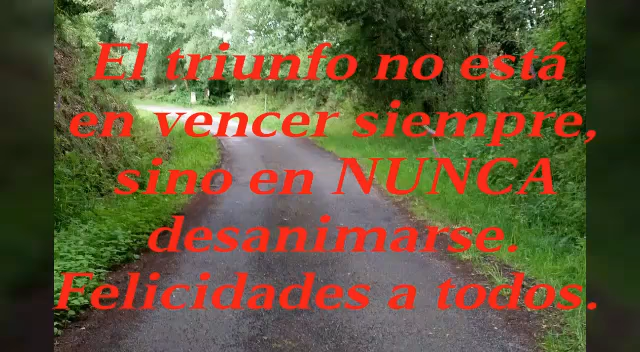 El triunfo no está
en vencer siempre,
sino en NUNCA
desanimarse.
Felicidades a todos.